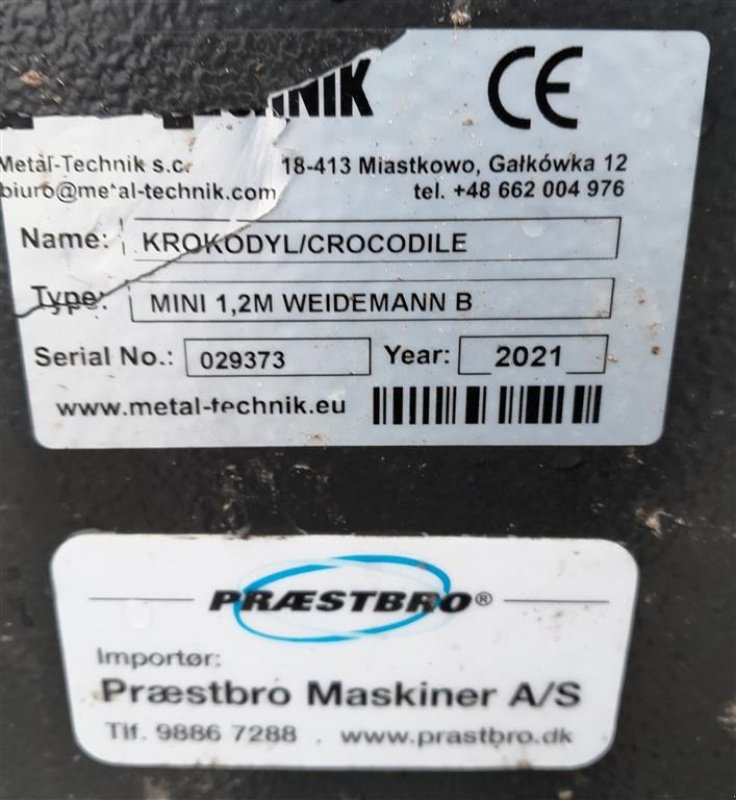 CE
Metal-Technik s.c. 18-413 Miastkowo, Gałkówka 12
biuro@metal-technik.com tel. +48 662 004 976
Name: KROKODYL/CROCODILE
Type: MINI 1,2M WEIDEMANN B
Serial No.: 029373 Year: 2021
www.metal-technik.eu
PRÆSTBRO®
Importør:
Præstbro Maskiner A/S
Tlf. 9886 7288 . www.prastbro.dk